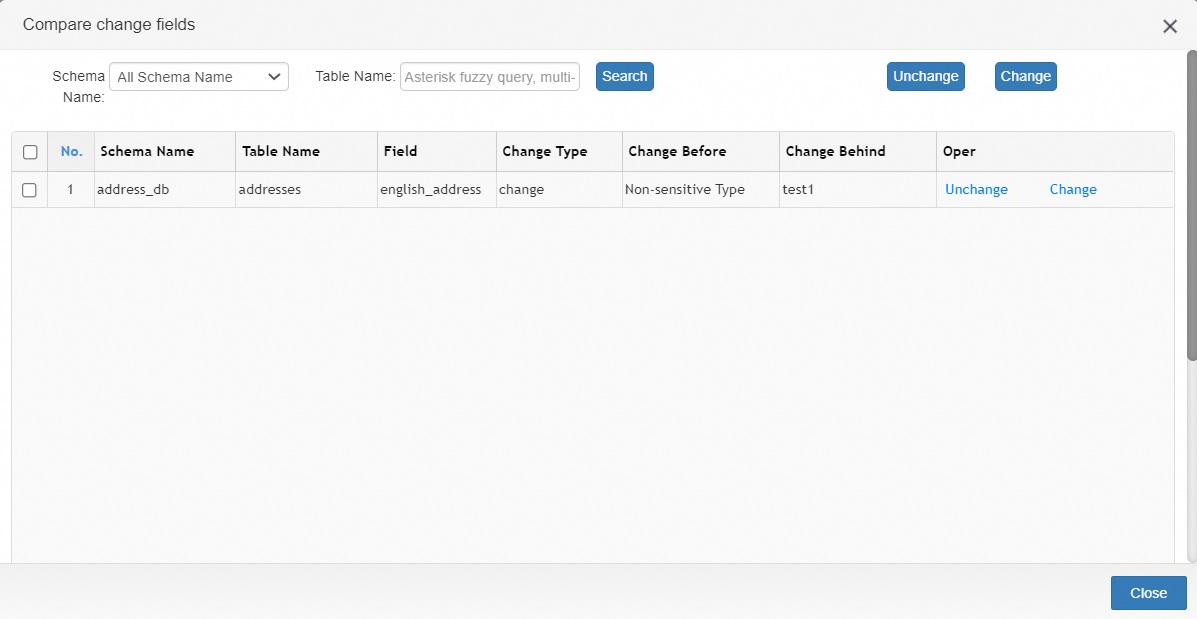 Compare change fields
Schema Name: All Schema Name Table Name: Asterisk fuzzy query, multi- Search Unchange Change
No. Schema Name Table Name Field Change Type Change Before Change Behind Oper
1 address_db addresses english_address change Non-sensitive Type test1 Unchange Change
Close